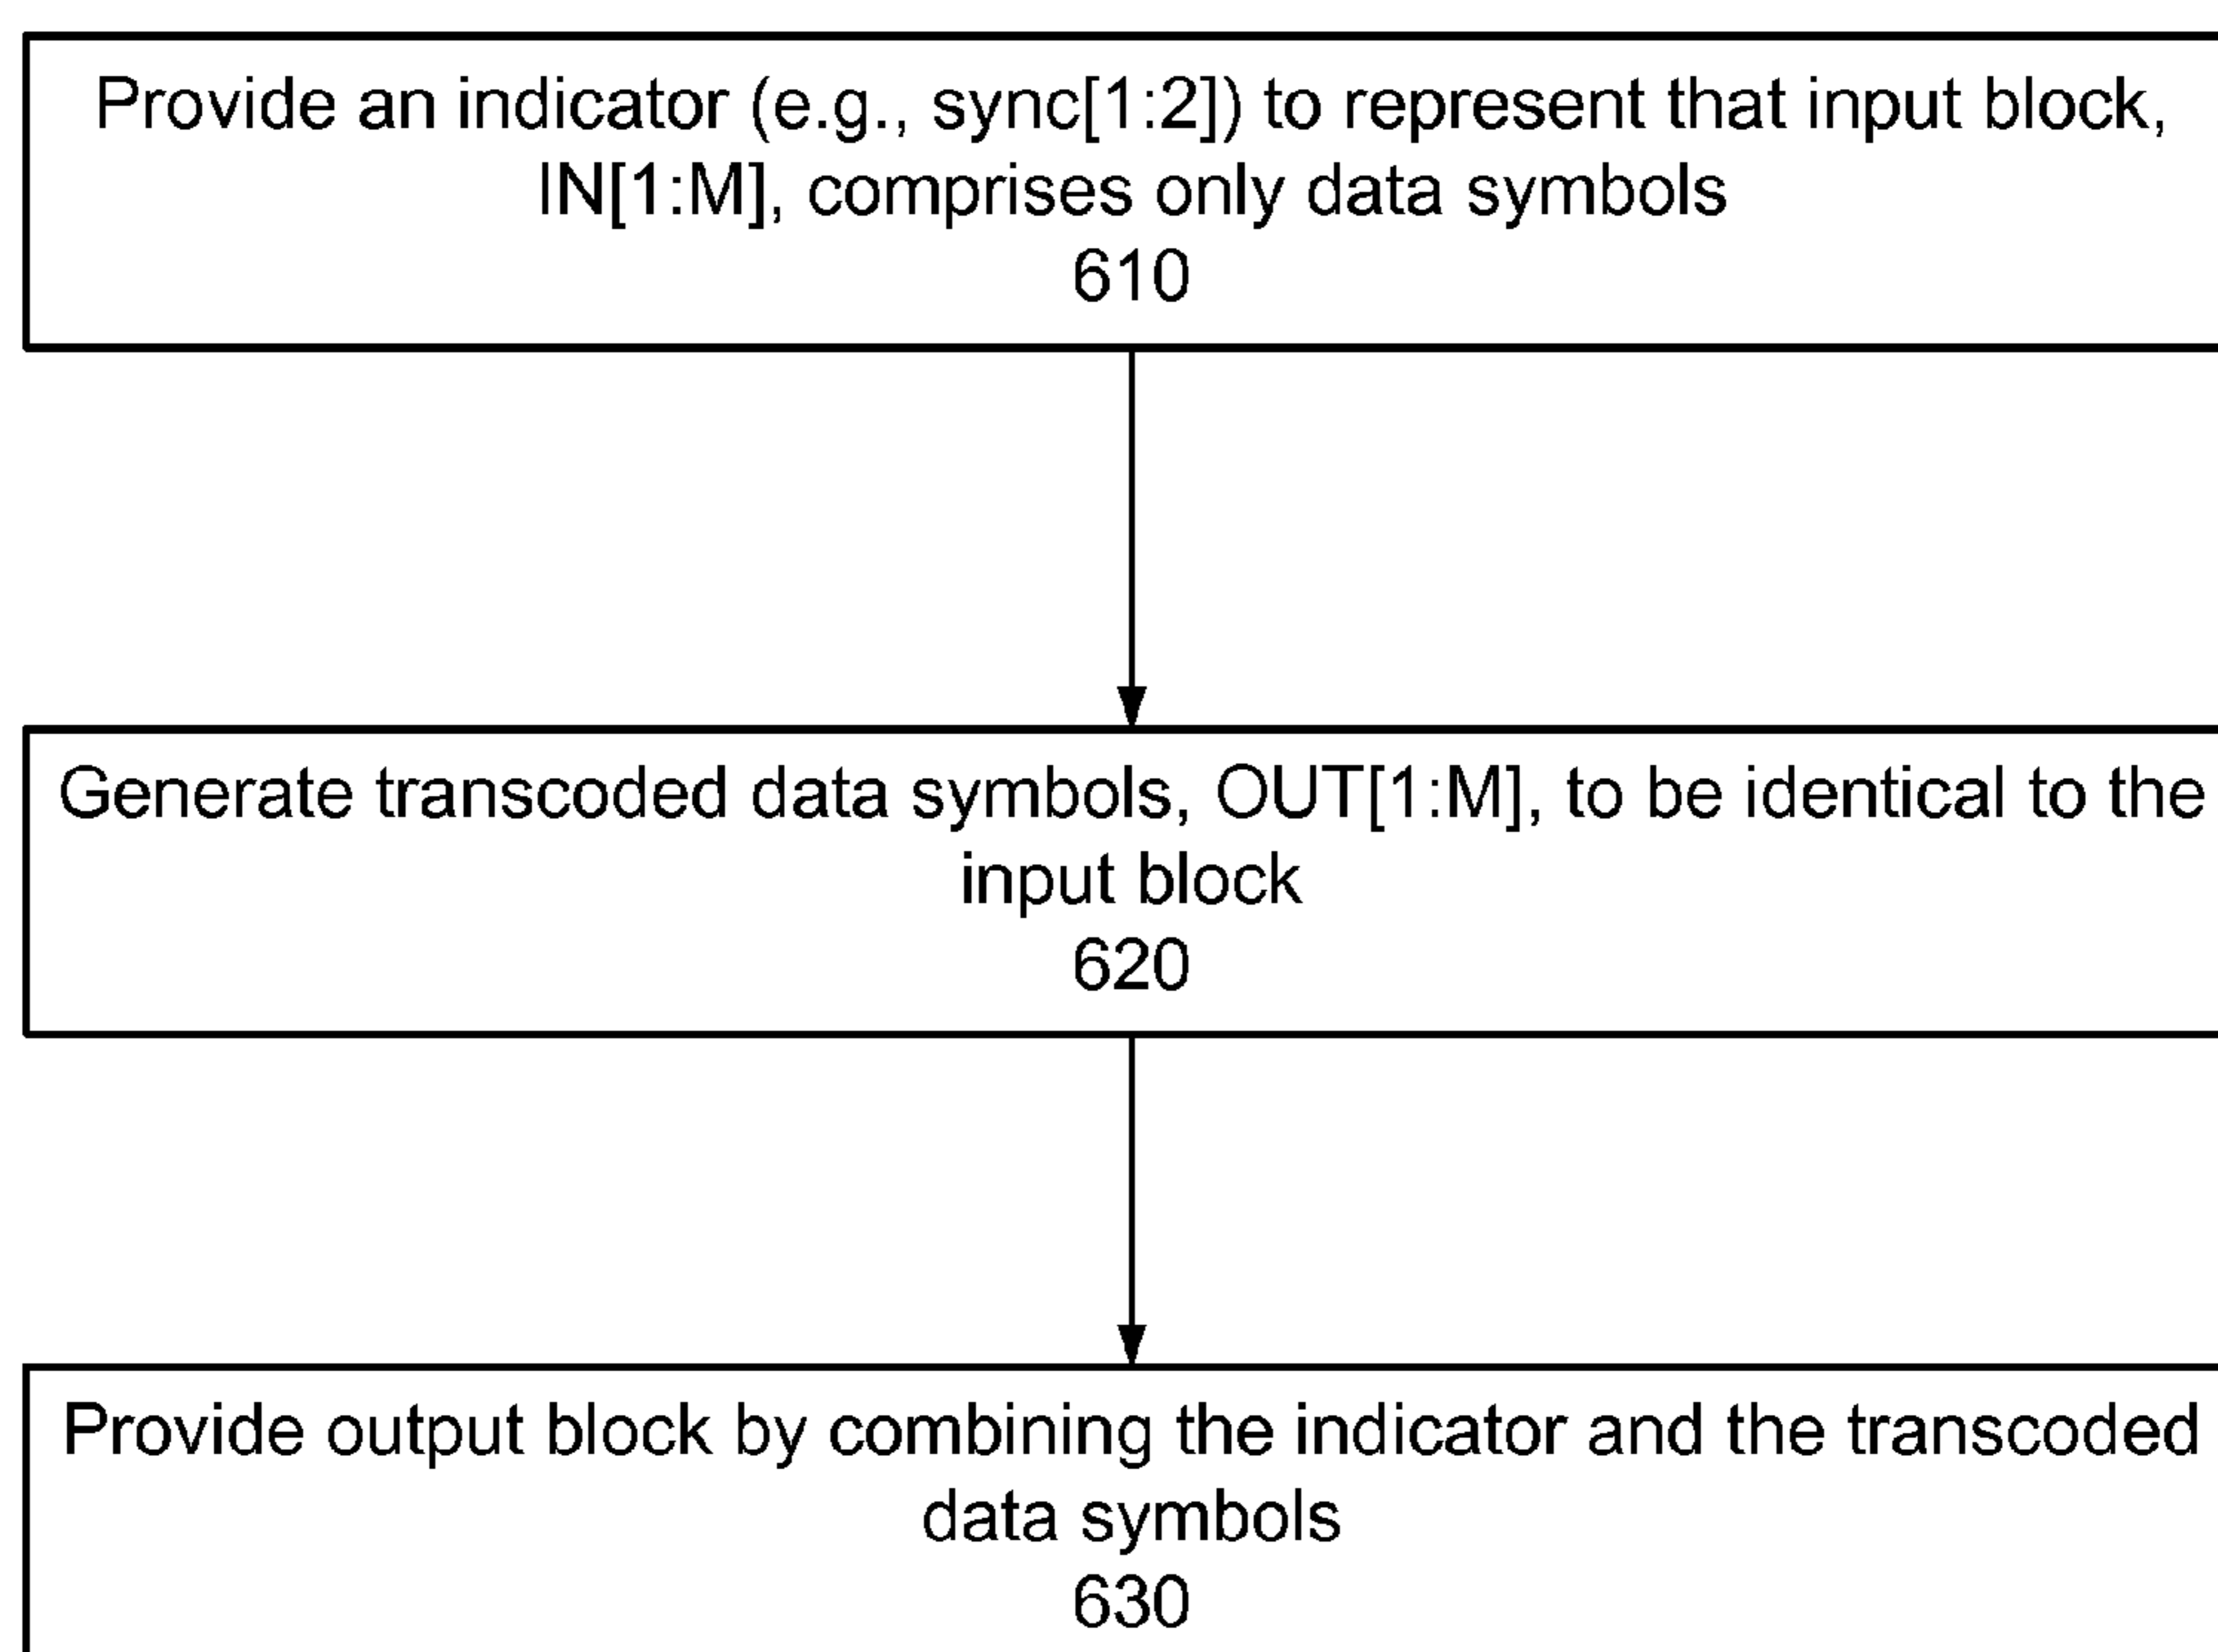 Provide an indicator (e.g., sync[1:2]) to represent that input block,
IN[1:M], comprises only data symbols
610
Generate transcoded data symbols, OUT[1:M], to be identical to the
input block
620
Provide output block by combining the indicator and the transcoded
data symbols
630